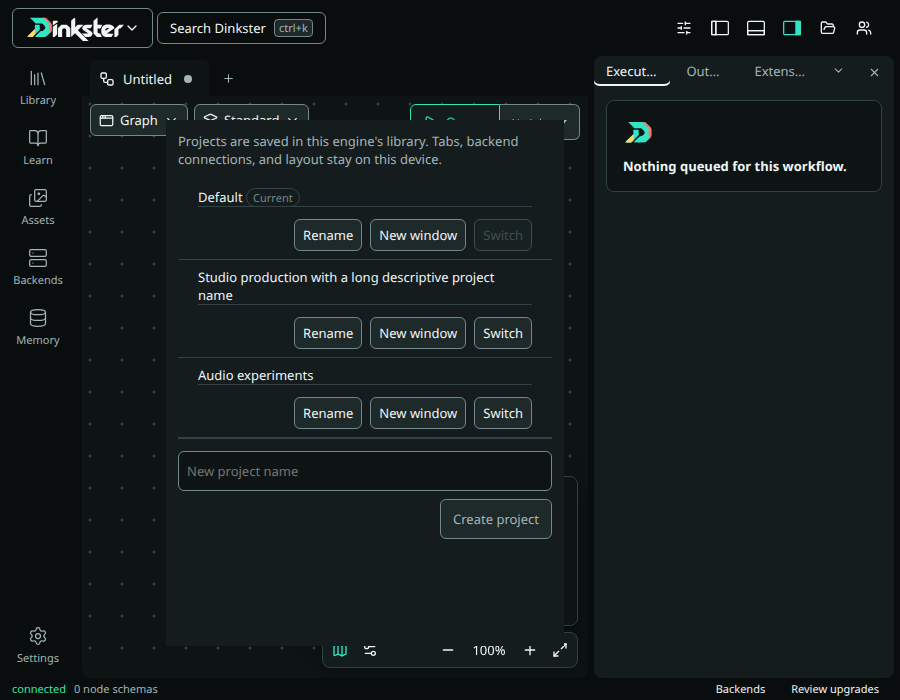 Dinkster
Search Dinkster ctrl+k
Library
Learn
Assets
Backends
Memory
Settings
Untitled
Graph
Standard
Projects are saved in this engine's library. Tabs, backend
connections, and layout stay on this device.
Default Current
Rename New window Switch
Studio production with a long descriptive project
name
Rename New window Switch
Audio experiments
Rename New window Switch
New project name
Create project
100%
Execut... Out... Extens...
Nothing queued for this workflow.
connected 0 node schemas
Backends Review upgrades